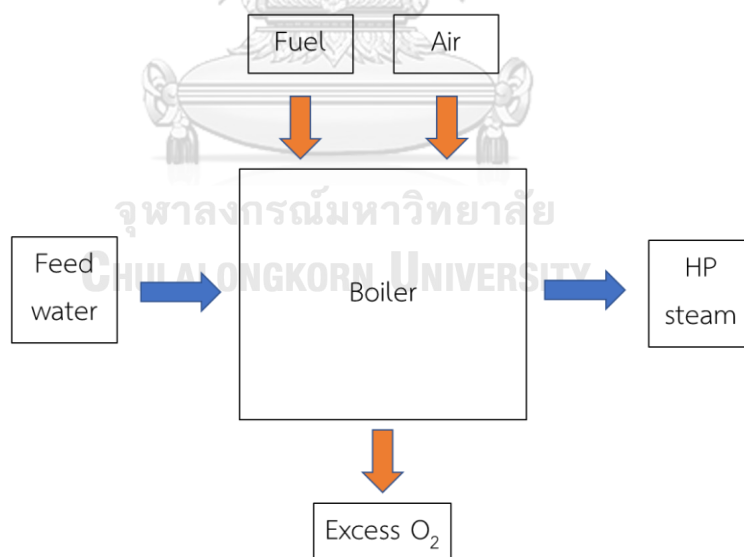 Fuel
Air
จุฬาลงกรณ์มหาวิทยาลัย
CHULALONGKORN UNIVERSITY
Feed
water
Boiler
HP
steam
Excess O₂